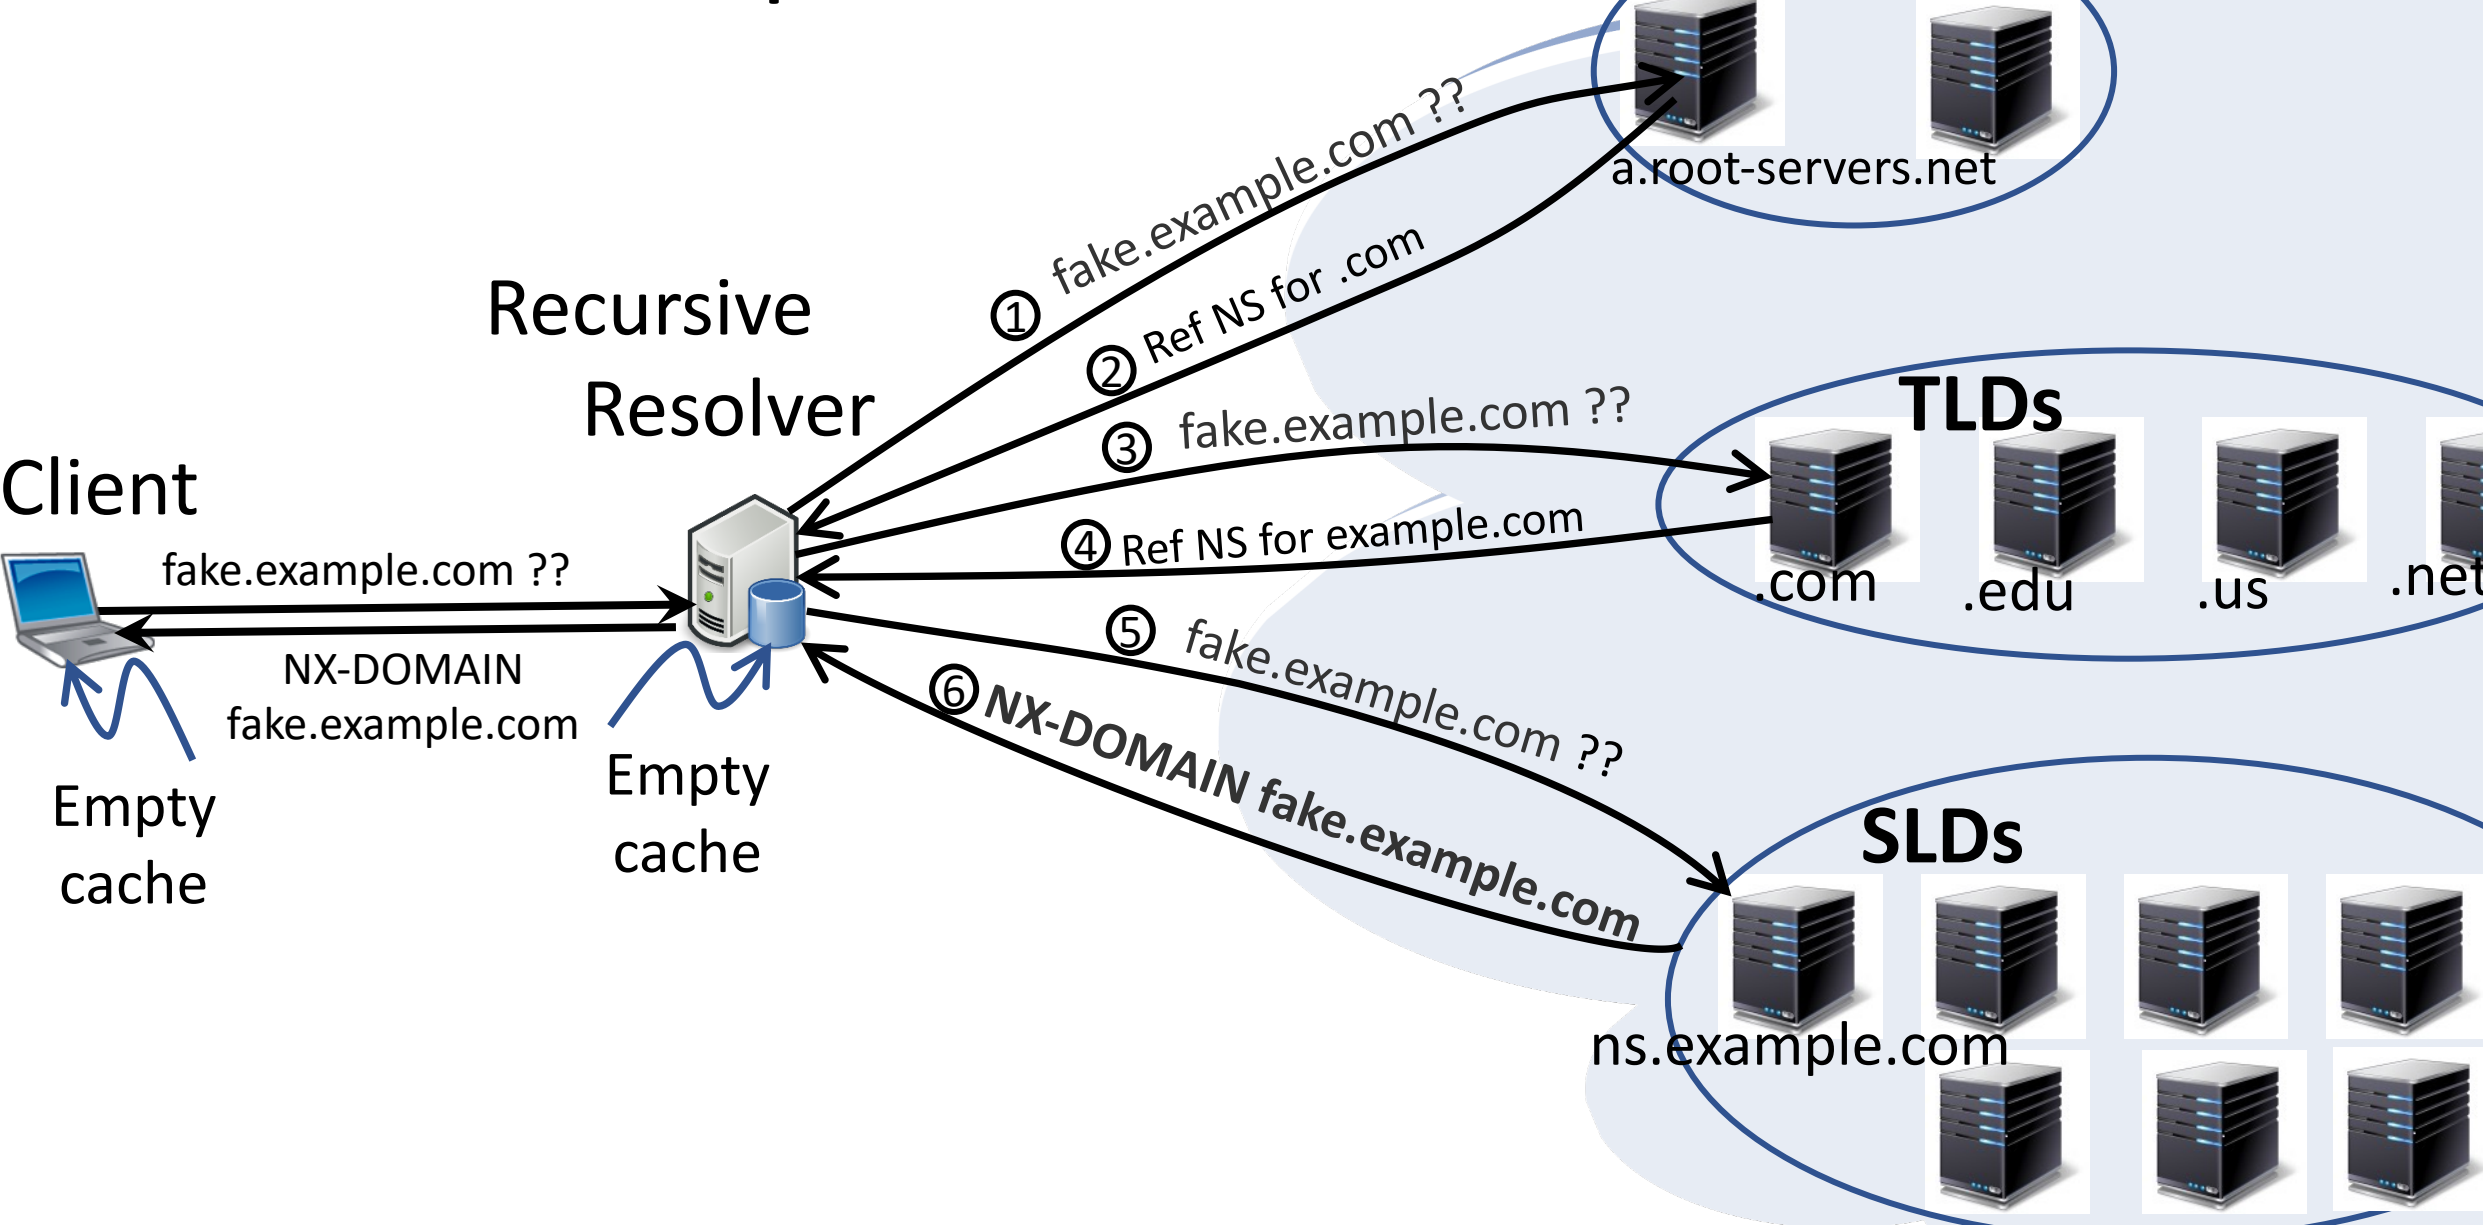 a.root-servers.net
① fake.example.com ??
② Ref NS for .com
Recursive
Resolver
TLDs
③ fake.example.com ??
④ Ref NS for example.com
.com
.edu
.us
.net
Client
fake.example.com ??
NX-DOMAIN
fake.example.com
Empty
cache
Empty
cache
⑤ fake.example.com ??
⑥ NX-DOMAIN fake.example.com
SLDs
ns.example.com